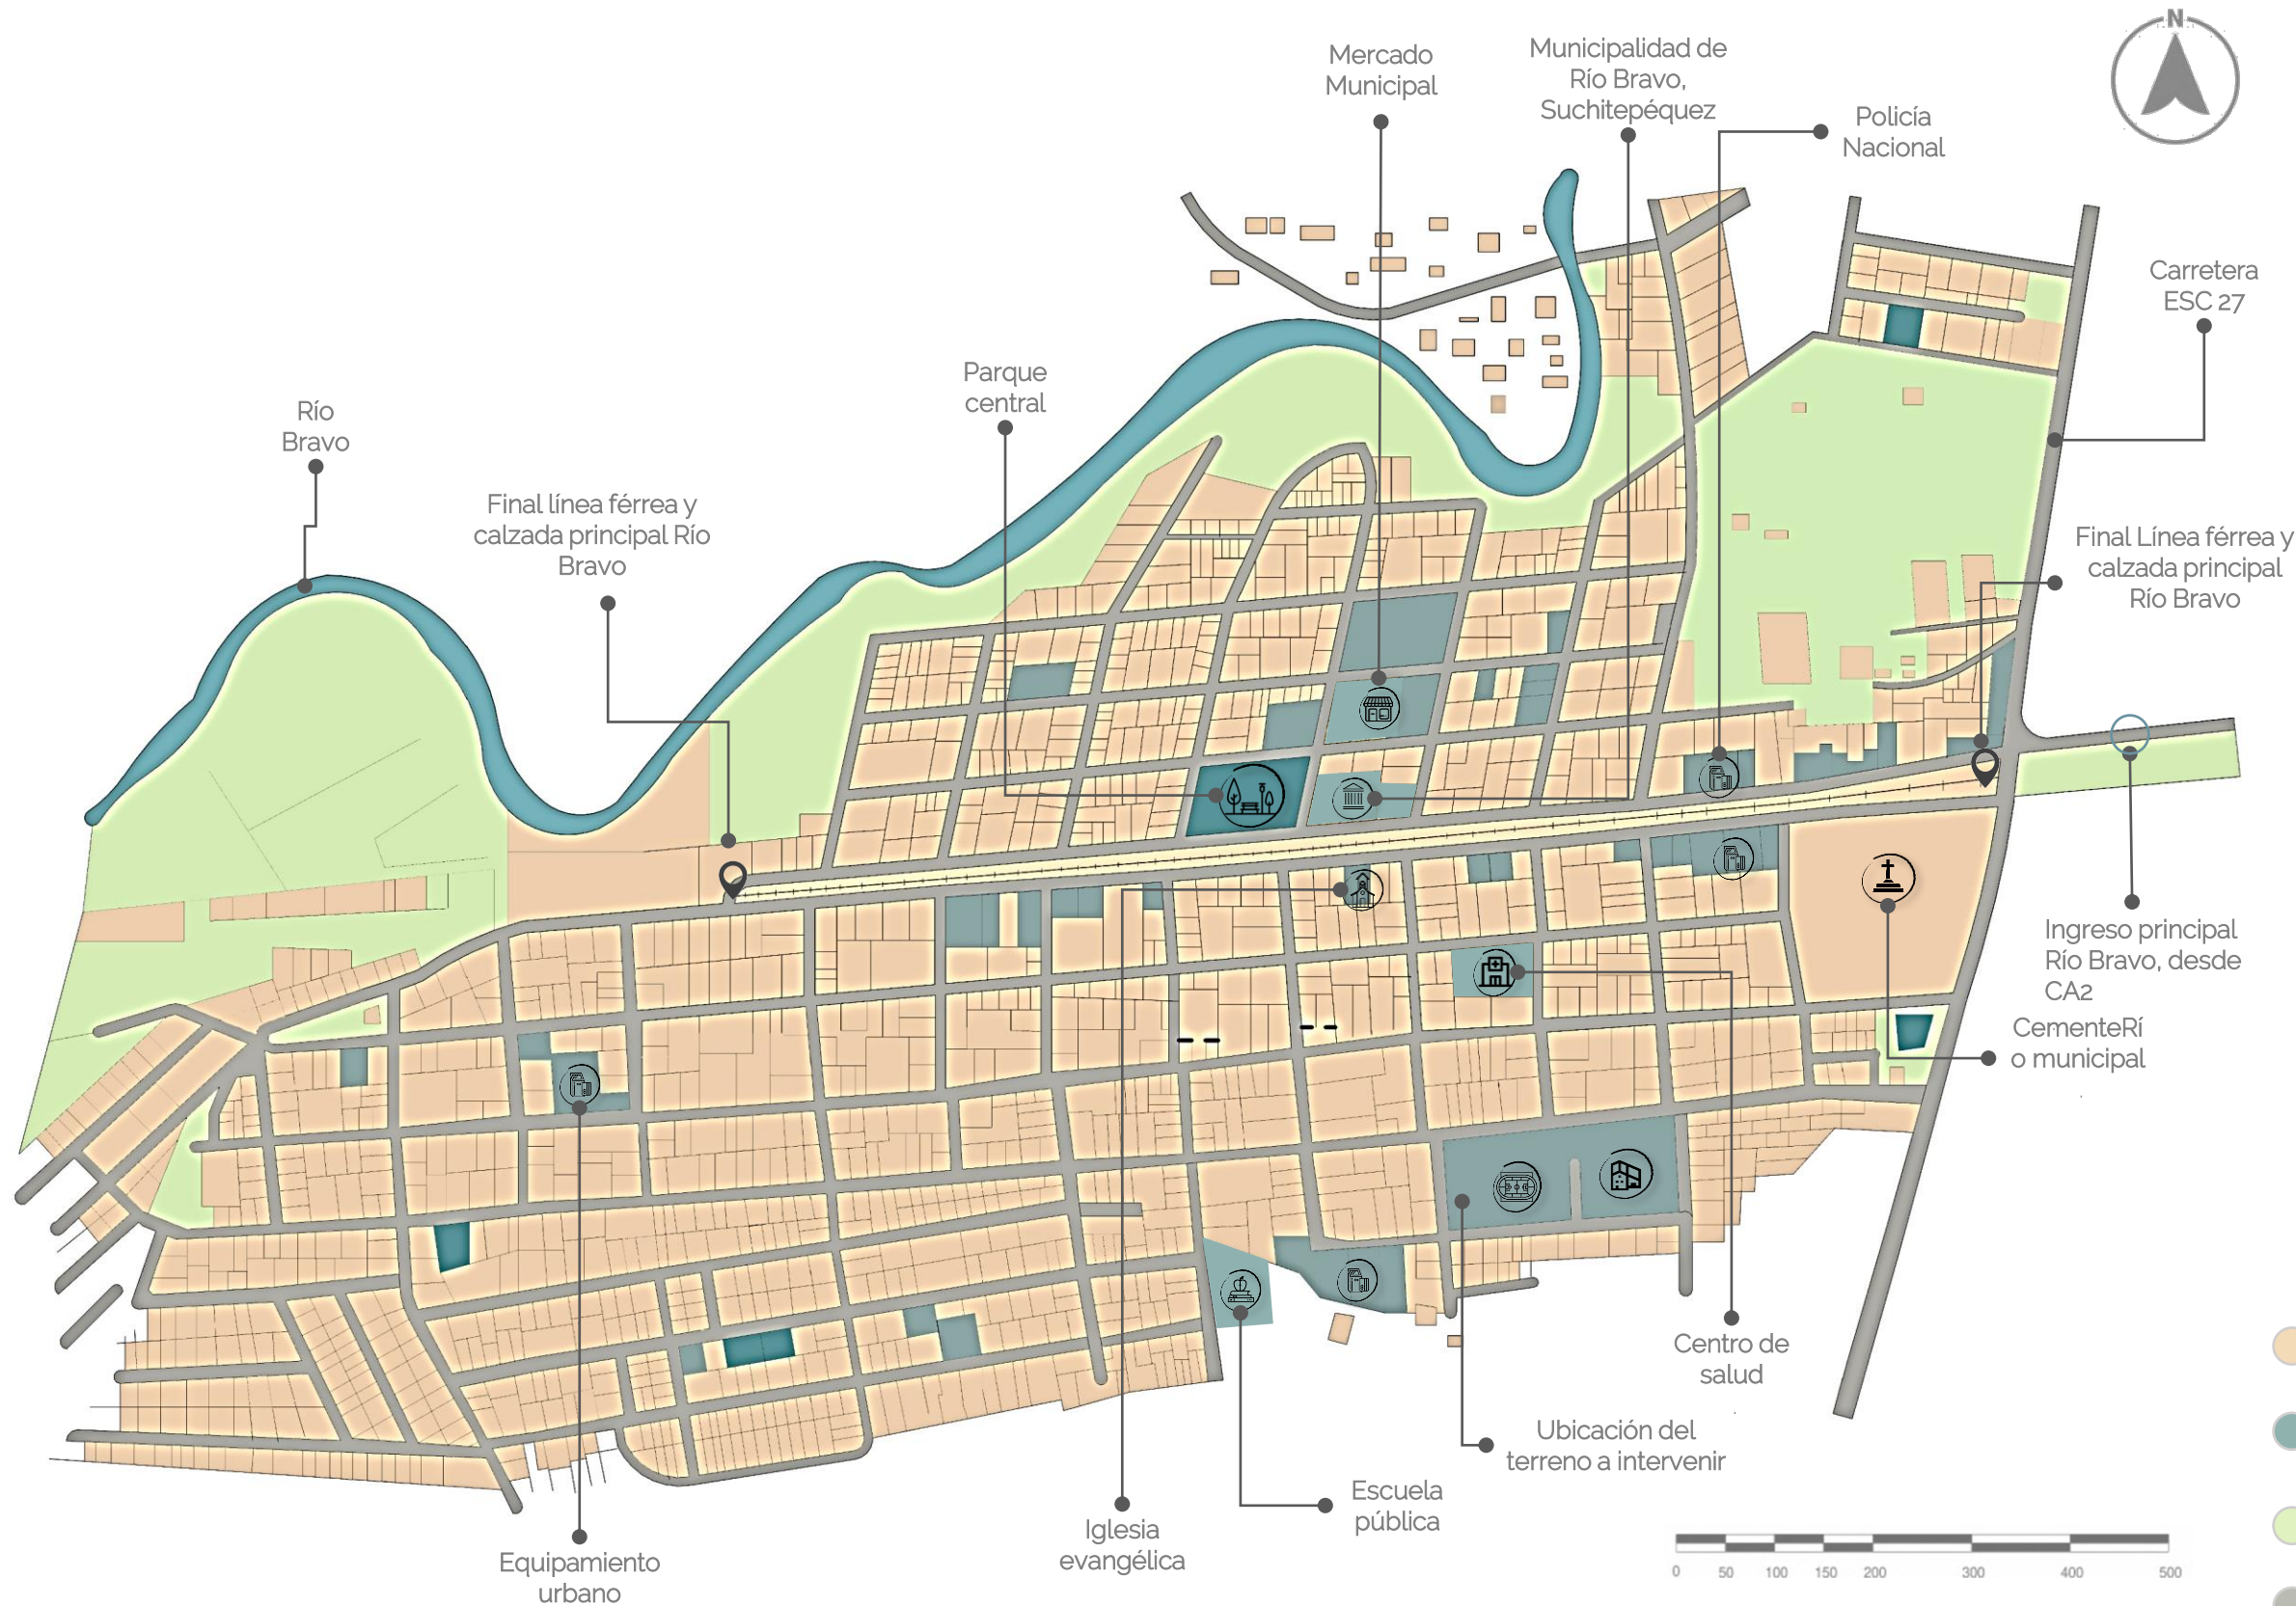 N
Mercado
Municipal
Municipalidad de
Río Bravo,
Suchitepéquez
Policía
Nacional
Carretera
ESC 27
Parque
central
Río
Bravo
Final línea férrea y
calzada principal Río
Bravo
Final Línea férrea y
calzada principal
Río Bravo
Ingreso principal
Río Bravo, desde
CA2
CementeRí
o municipal
Centro de
salud
Ubicación del
terreno a intervenir
Escuela
pública
Iglesia
evangélica
Equipamiento
urbano
0 50 100 150 200 300 400 500